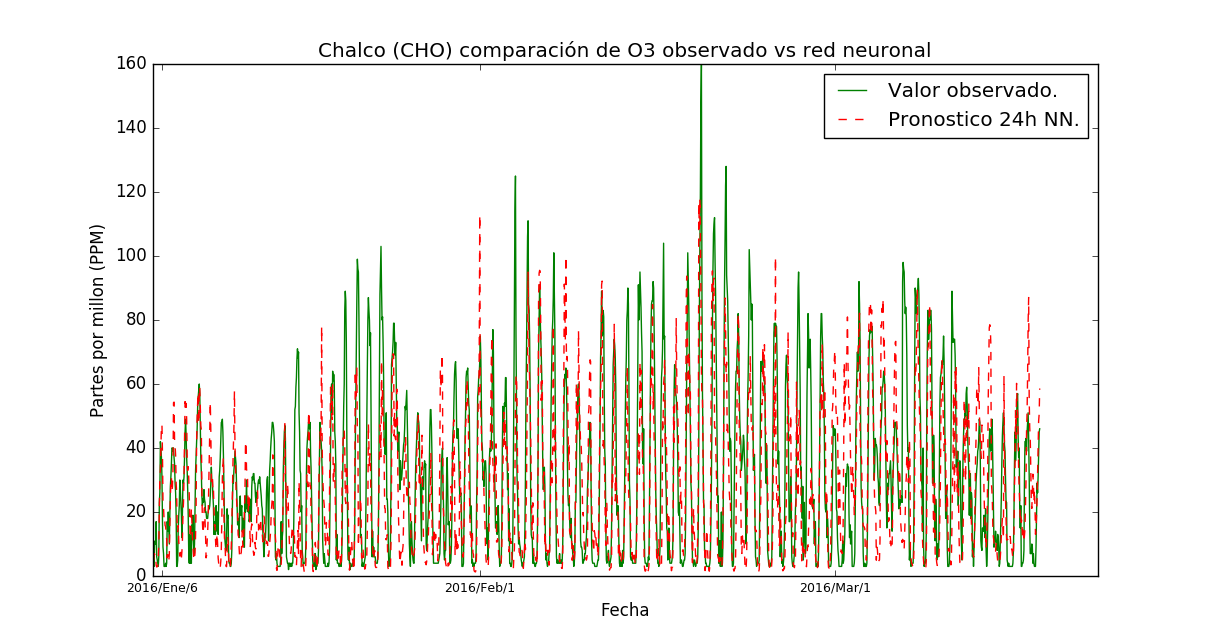 Chalco (CHO) comparación de O3 observado vs red neuronal
Valor observado.
Pronostico 24h NN.
Partes por millon (PPM)
160
140
120
100
80
60
40
20
0
2016/Ene/6
2016/Feb/1
2016/Mar/1
Fecha